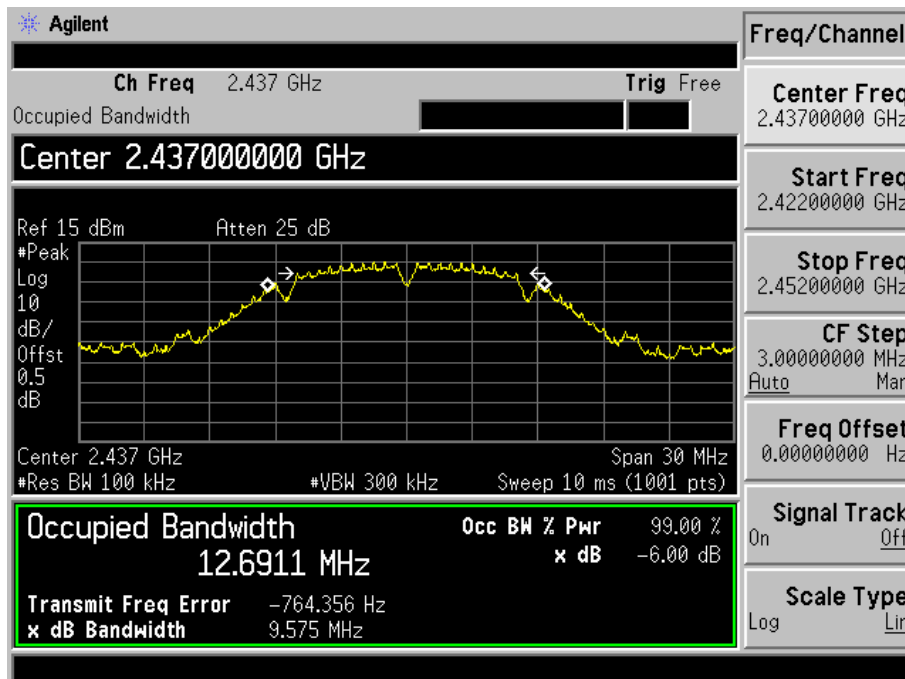 Agilent
Freq/Channel
Ch Freq 2.437 GHz Trig Free
Occupied Bandwidth
Center 2.437000000 GHz
Ref 15 dBm Atten 25 dB
#Peak
Log
10
dB/
Offst
0.5
dB
Center 2.437 GHz Span 30 MHz
#Res BW 100 kHz #VBW 300 kHz Sweep 10 ms (1001 pts)
Occupied Bandwidth
12.6911 MHz
Occ BW % Pwr 99.00 %
x dB -6.00 dB
Transmit Freq Error -764.356 Hz
x dB Bandwidth 9.575 MHz
Center Freq
2.43700000 GHz
Start Freq
2.42200000 GHz
Stop Freq
2.45200000 GHz
CF Step
3.00000000 MHz
Auto Man
Freq Offset
0.00000000 Hz
Signal Track
On Off
Scale Type
Log Lin